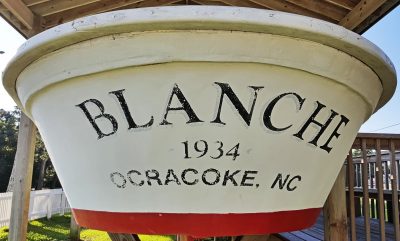 BLANCHE
1934
OCRACOKE, NC